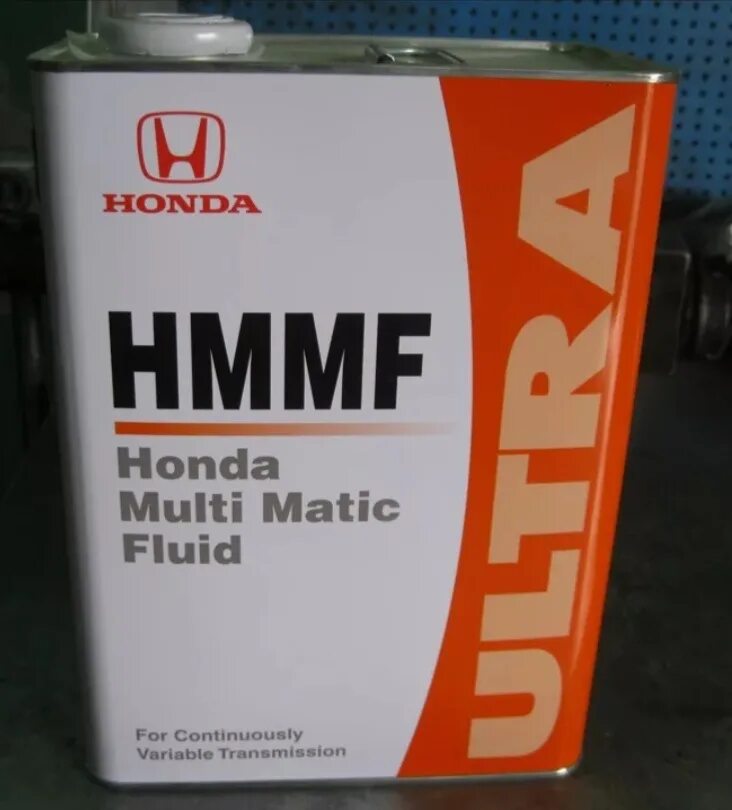 HONDA
HMMF
Honda
Multi Matic
Fluid
For Continuously
Variable Transmission
ULTRA